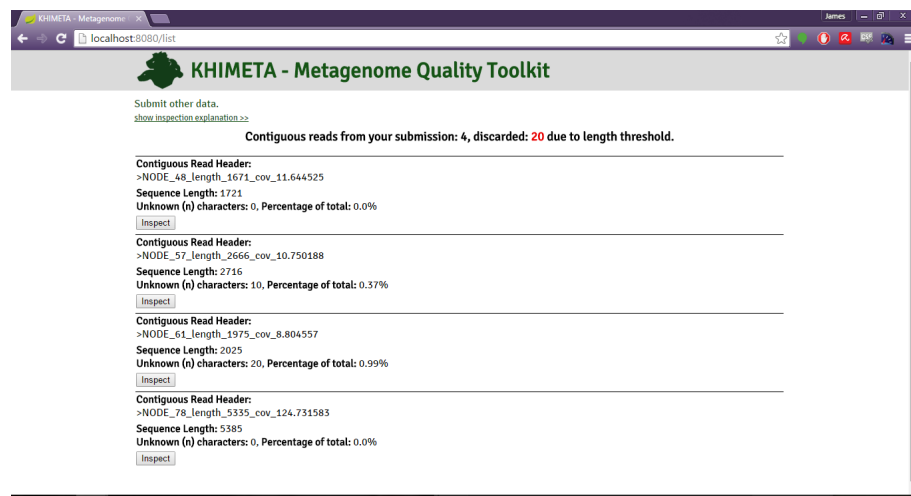 KHIMETA - Metagenome
James
localhost:8080/list
KHIMETA - Metagenome Quality Toolkit
Submit other data.
show inspection explanation >>
Contiguous reads from your submission: 4, discarded: 20 due to length threshold.
Contiguous Read Header:
>NODE_48_length_1671_cov_11.644525
Sequence Length: 1721
Unknown (n) characters: 0, Percentage of total: 0.0%
Inspect
Contiguous Read Header:
>NODE_57_length_2666_cov_10.750188
Sequence Length: 2716
Unknown (n) characters: 10, Percentage of total: 0.37%
Inspect
Contiguous Read Header:
>NODE_61_length_1975_cov_8.804557
Sequence Length: 2025
Unknown (n) characters: 20, Percentage of total: 0.99%
Inspect
Contiguous Read Header:
>NODE_78_length_5335_cov_124.731583
Sequence Length: 5385
Unknown (n) characters: 0, Percentage of total: 0.0%
Inspect